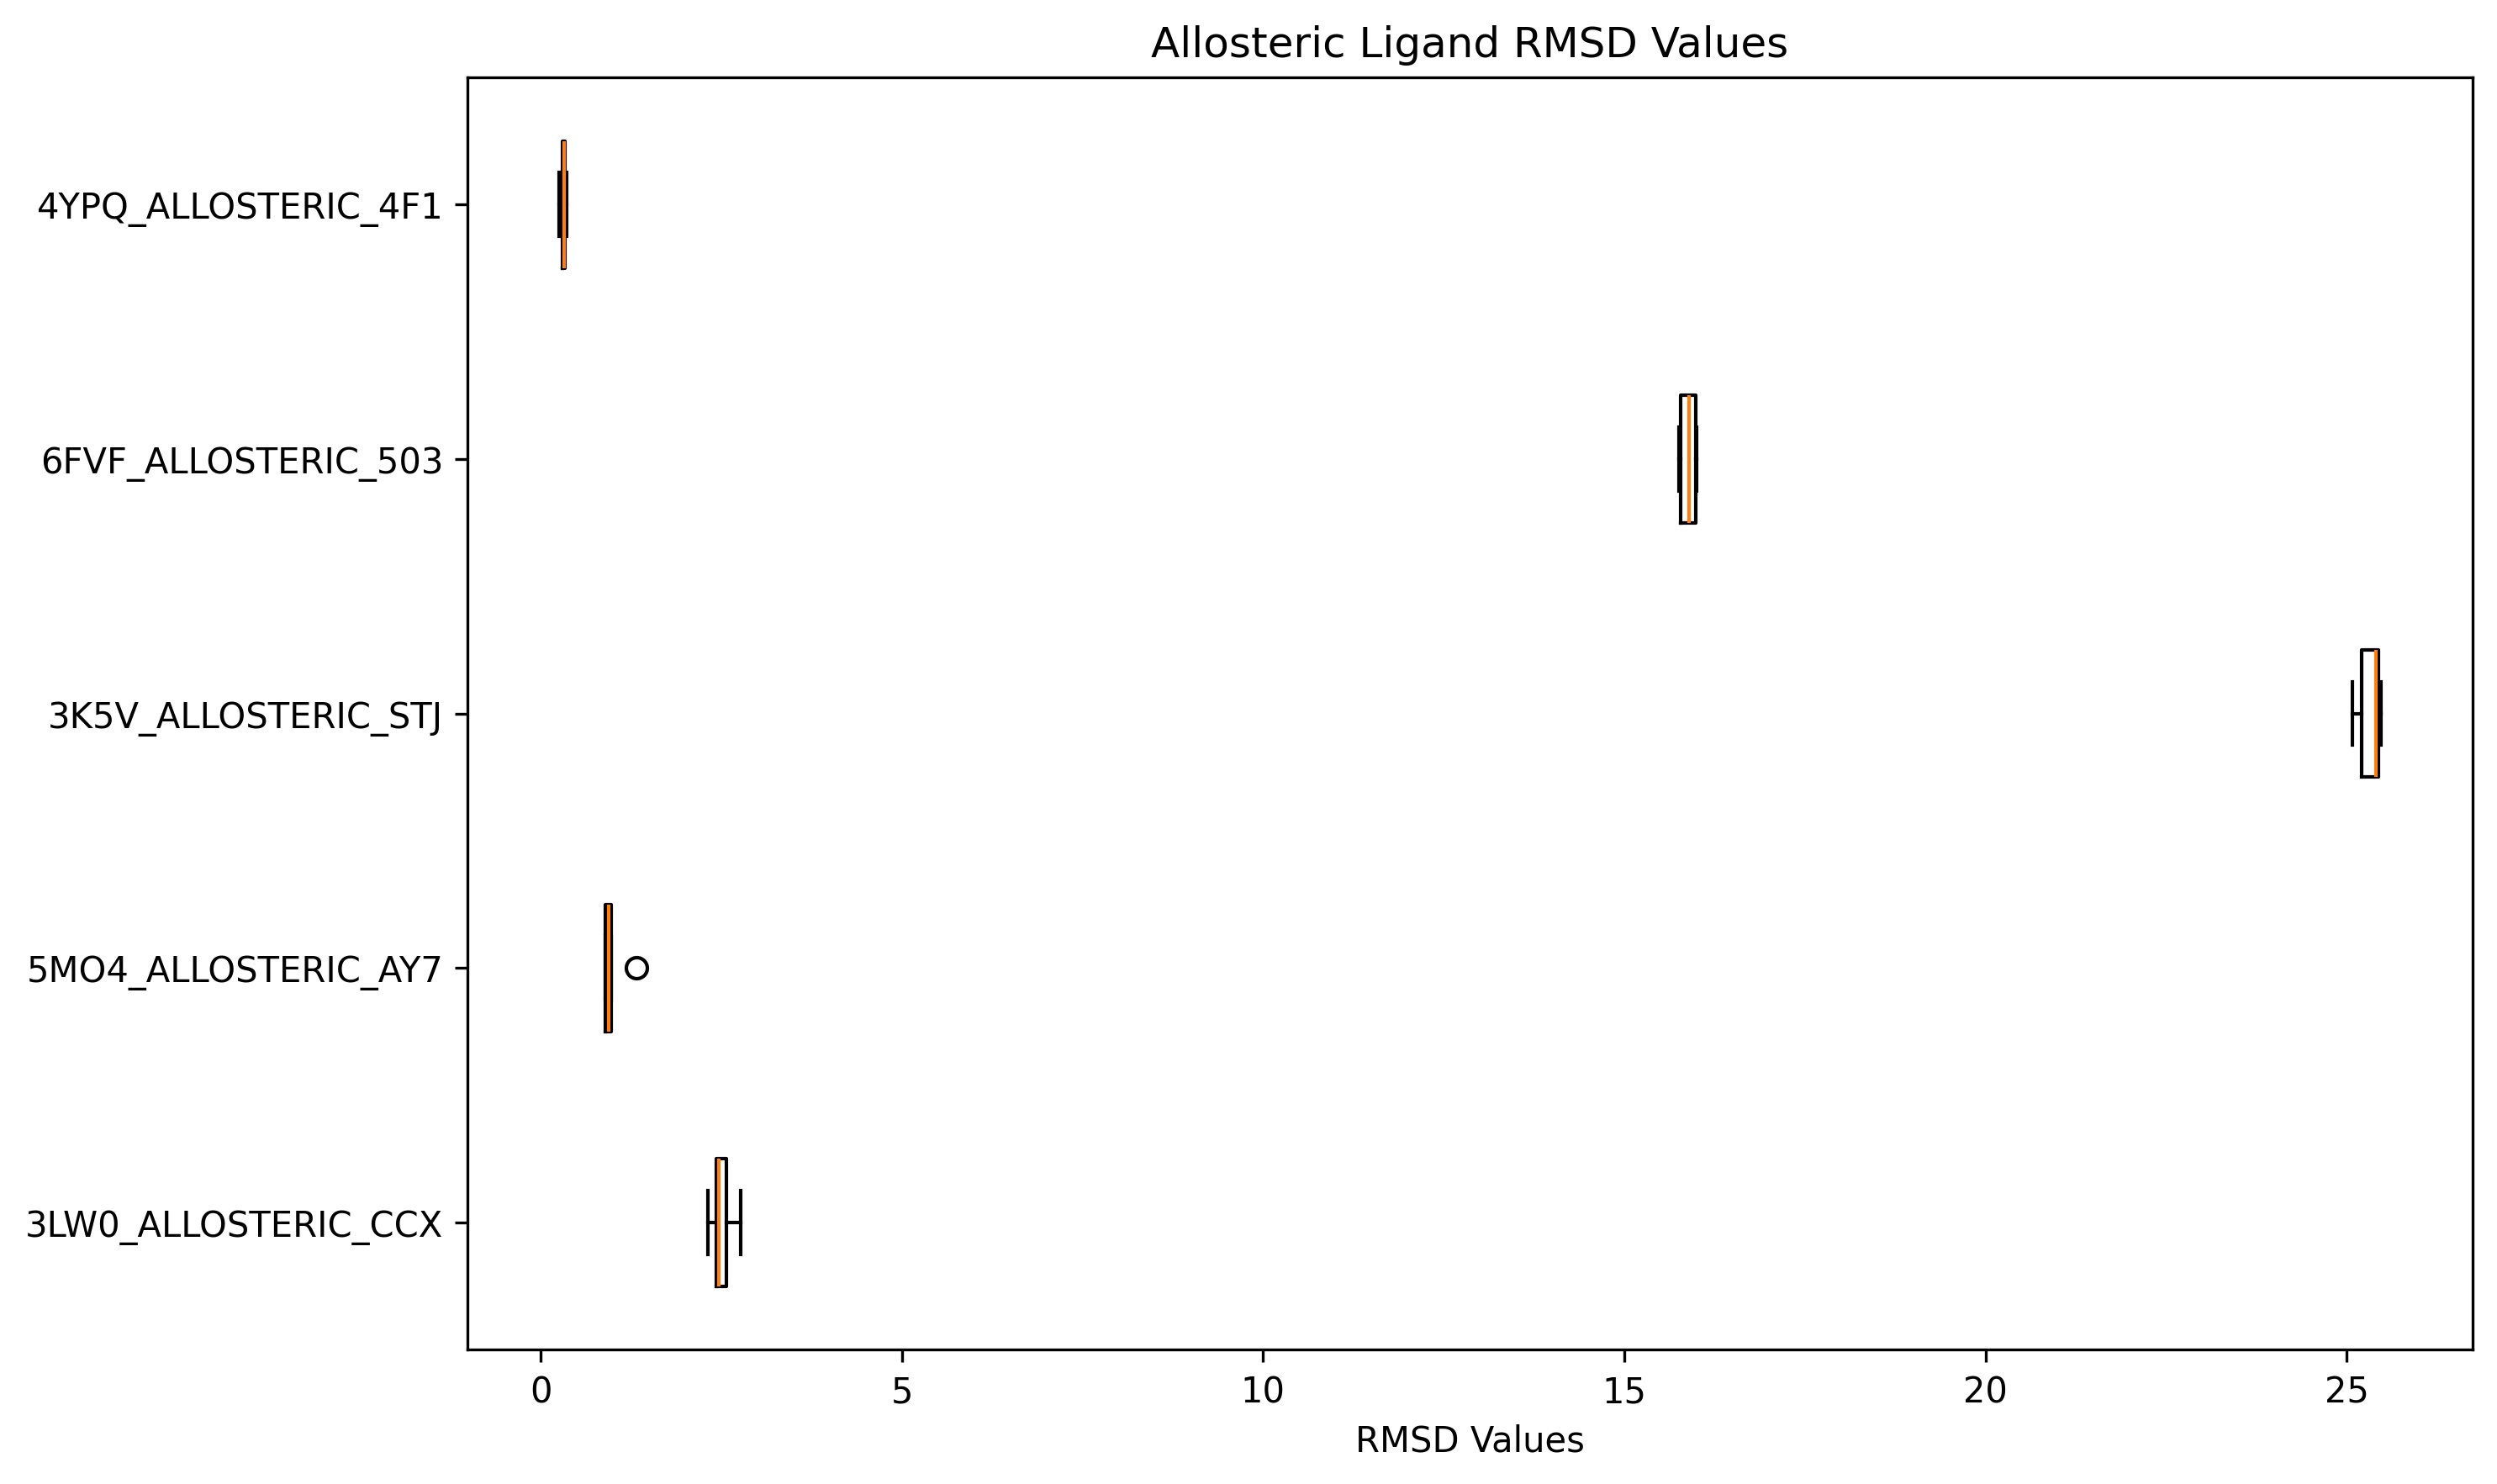 Allosteric Ligand RMSD Values
4YPQ_ALLOSTERIC_4F1
6FVF_ALLOSTERIC_503
3K5V_ALLOSTERIC_STJ
5MO4_ALLOSTERIC_AY7
3LW0_ALLOSTERIC_CCX
0 5 10 15 20 25
RMSD Values